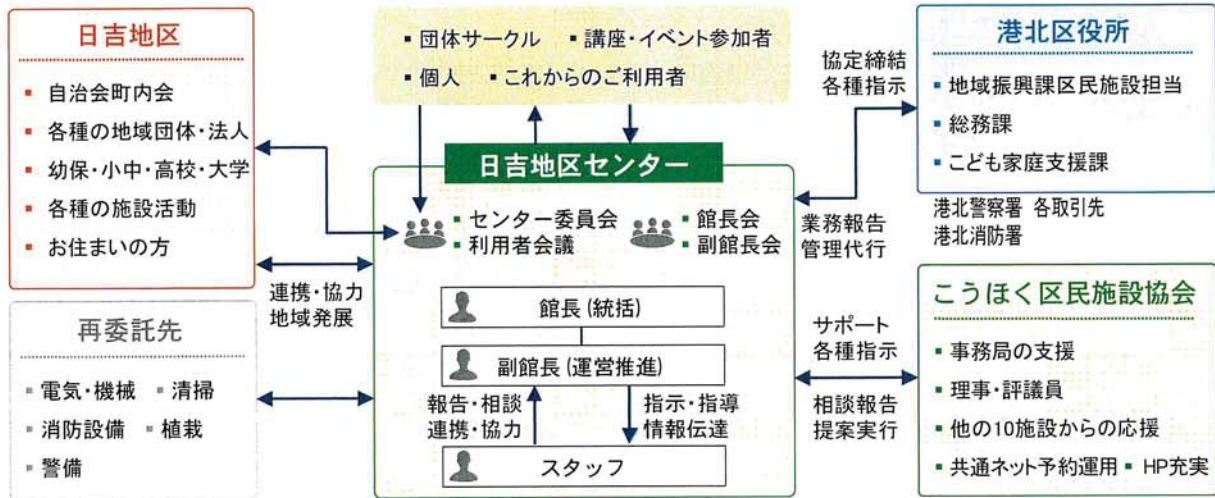 日吉地区
▪ 自治会町内会
▪ 各種の地域団体・法人
▪ 幼保・小中・高校・大学
▪ 各種の施設活動
▪ お住まいの方
再委託先
▪ 電気・機械 ▪ 清掃
▪ 消防設備 ▪ 植栽
▪ 警備
連携・協力
地域発展
▪ 団体サークル ▪ 講座・イベント参加者
▪ 個人 ▪ これからのご利用者
日吉地区センター
▪ センター委員会
▪ 利用者会議
▪ 館長会
▪ 副館長会
館長(統括)
副館長(運営推進)
報告・相談
連携・協力
指示・指導
情報伝達
スタッフ
協定締結
各種指示
業務報告
管理代行
サポート
各種指示
相談報告
提案実行
港北区役所
▪ 地域振興課区民施設担当
▪ 総務課
▪ こども家庭支援課
港北警察署 各取引先
港北消防署
こうほく区民施設協会
▪ 事務局の支援
▪ 理事・評議員
▪ 他の10施設からの応援
▪ 共通ネット予約運用 ▪ HP充実